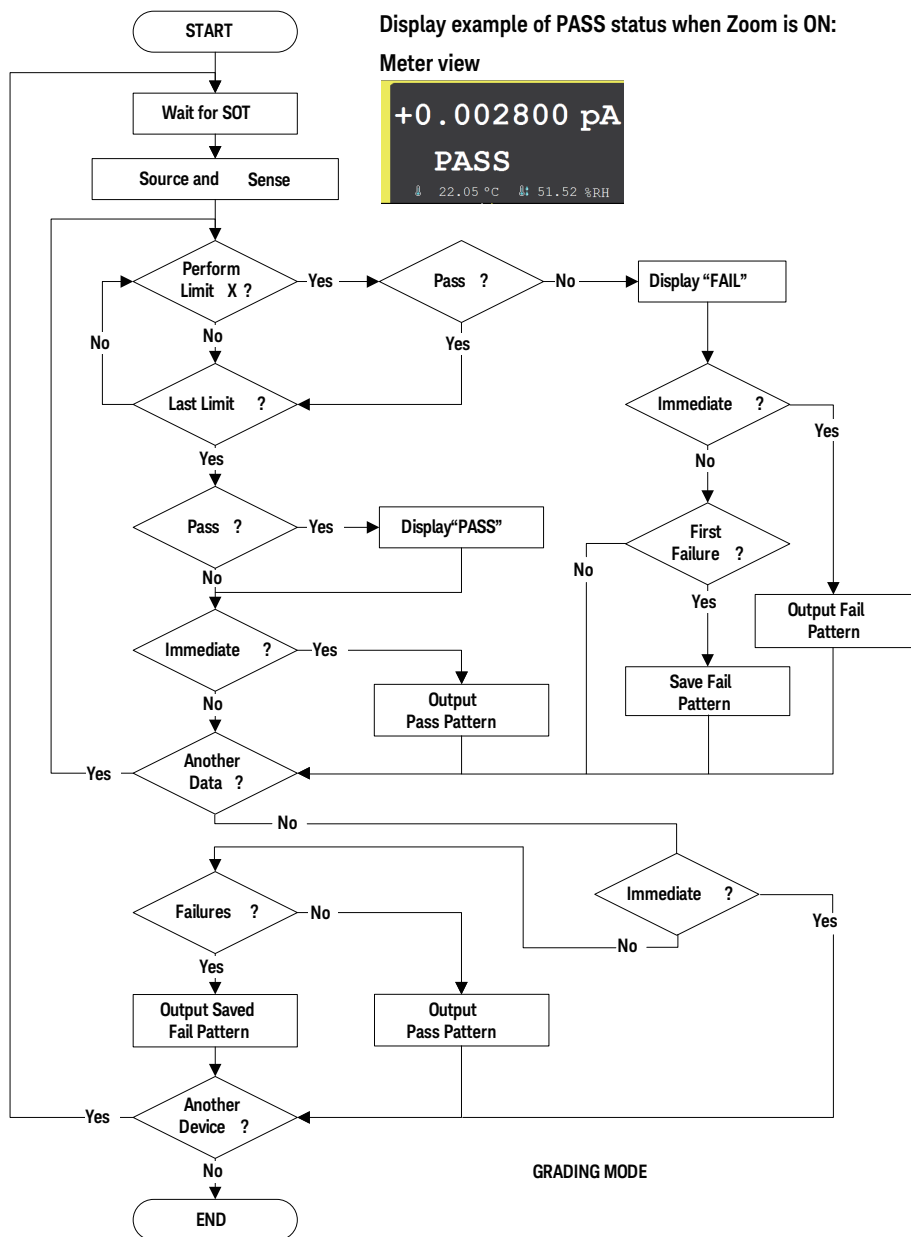 START
Display example of PASS status when Zoom is ON:
Meter view
+0.002800 pA
PASS
22.05 °C 51.52 %RH
Wait for SOT
Source and Sense
Perform
Limit X ?
Yes
Pass ?
No
Display “FAIL”
No
No
Yes
Last Limit ?
Immediate ?
Yes
Yes
No
Pass ?
Yes
Display“PASS”
First
Failure ?
No
No
Yes
Output Fail
Pattern
Immediate ?
Yes
Save Fail
Pattern
No
Output
Pass Pattern
Another
Data ?
Yes
No
Immediate ?
Yes
No
Failures ?
No
Yes
Output Saved
Fail Pattern
Output
Pass Pattern
Another
Device ?
Yes
No
GRADING MODE
END